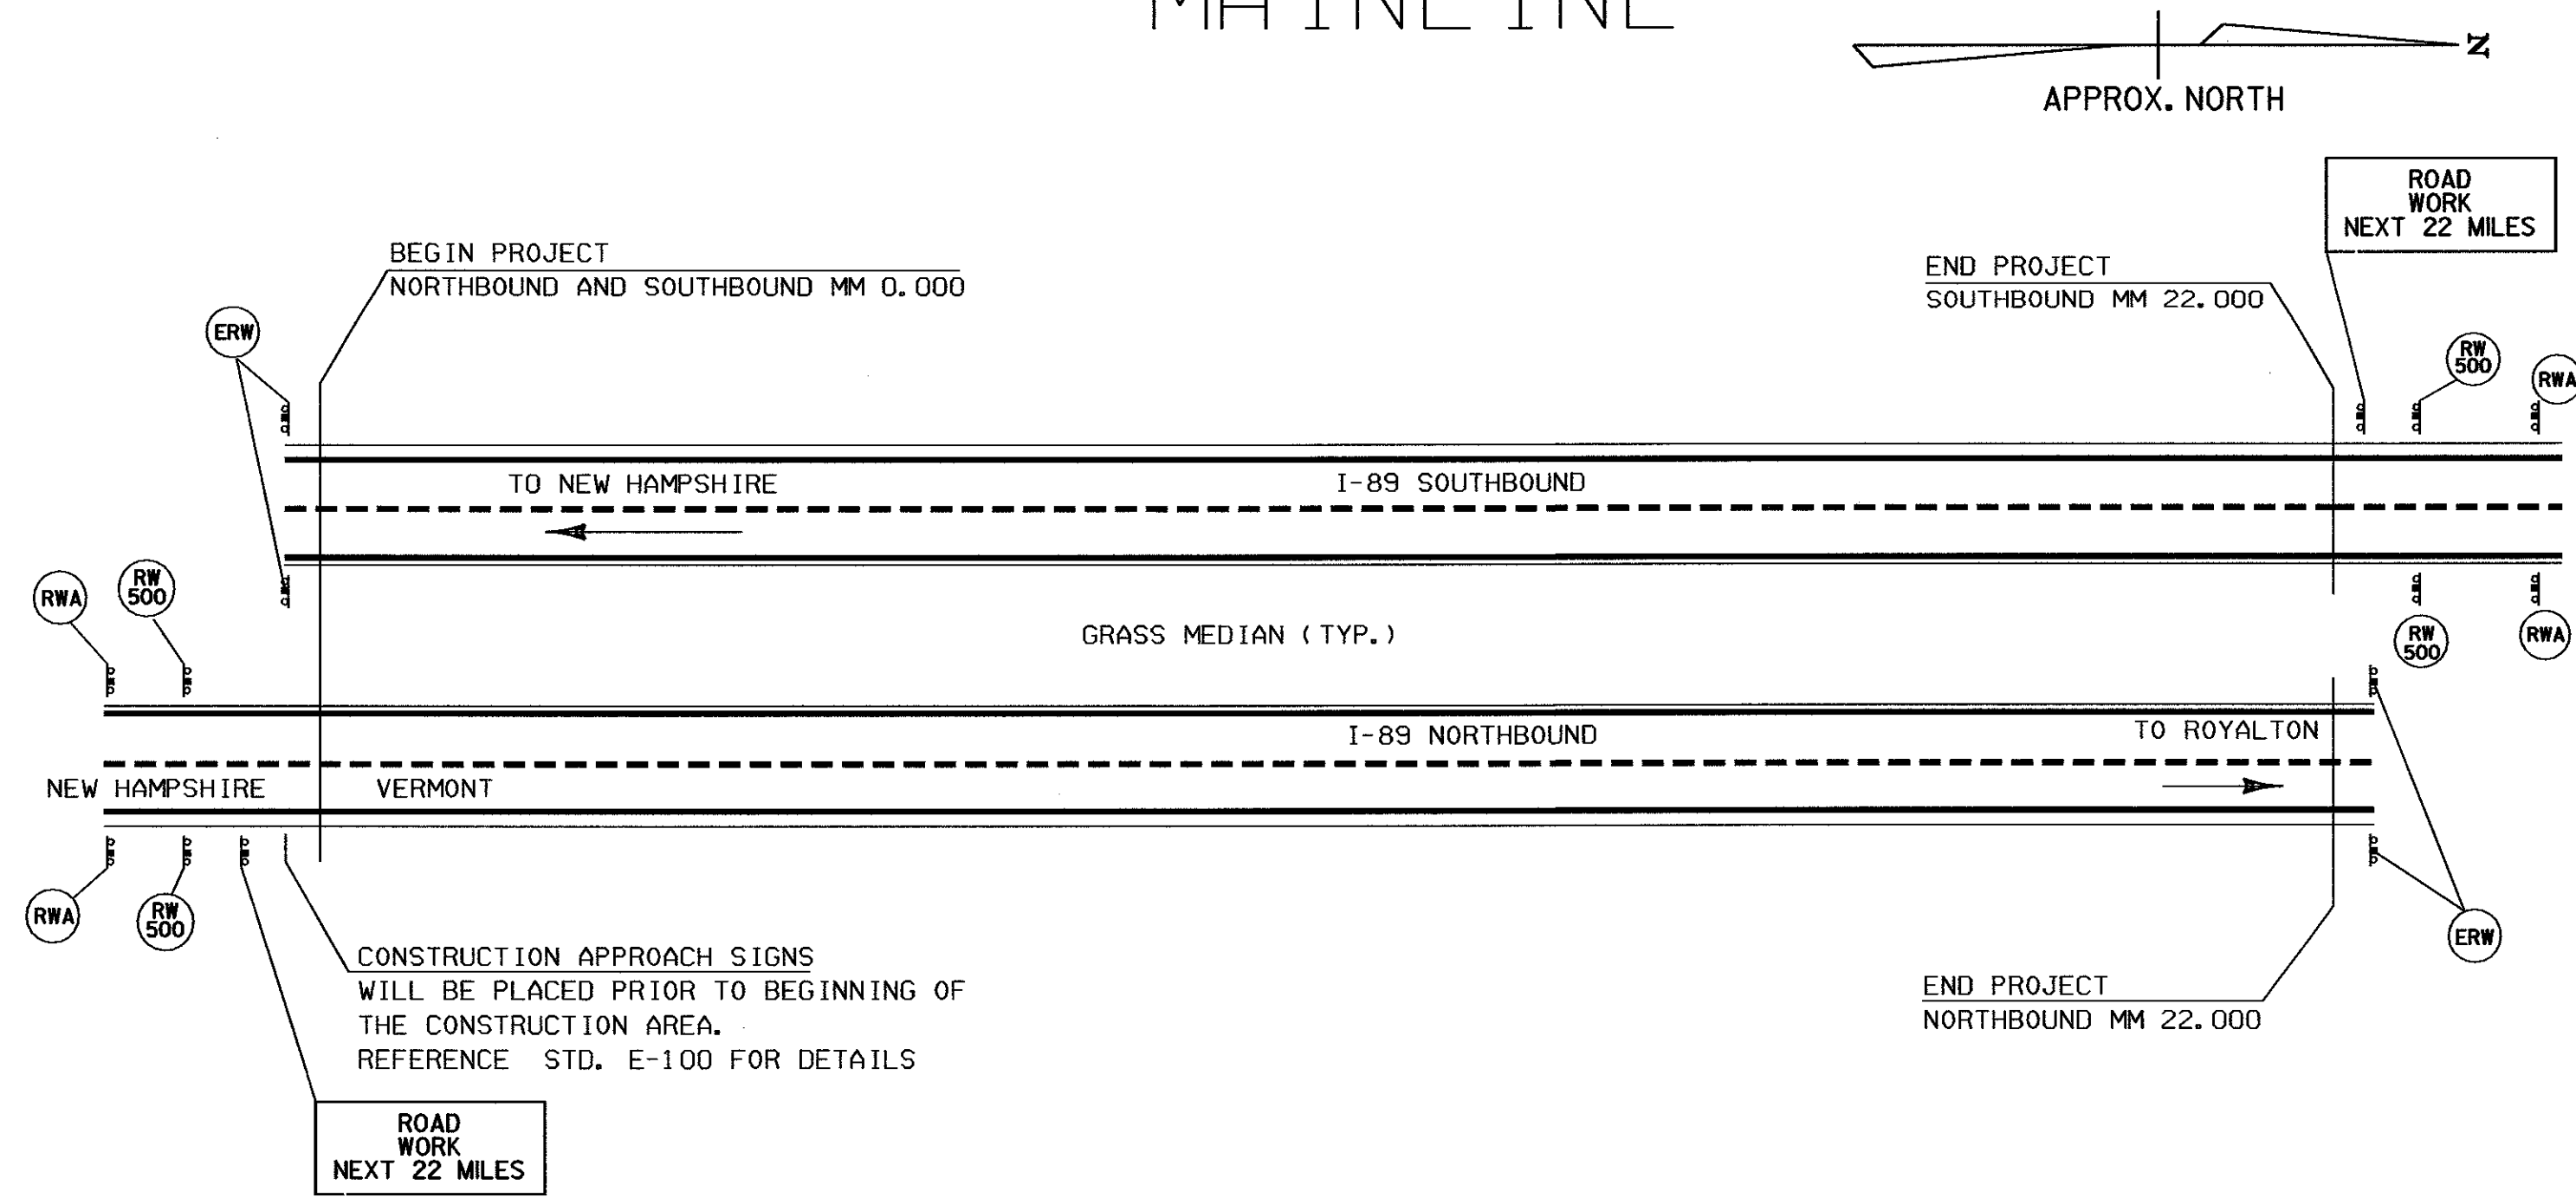 MAINLINE
N
APPROX. NORTH
ROAD
WORK
NEXT 22 MILES
BEGIN PROJECT
NORTHBOUND AND SOUTHBOUND MM 0.000
END PROJECT
SOUTHBOUND MM 22.000
ERW
RW
500
RWA
TO NEW HAMPSHIRE
I-89 SOUTHBOUND
RWA
RW
500
GRASS MEDIAN (TYP.)
RW
500
RWA
I-89 NORTHBOUND
TO ROYALTON
NEW HAMPSHIRE
VERMONT
RWA
RW
500
ERW
CONSTRUCTION APPROACH SIGNS
WILL BE PLACED PRIOR TO BEGINNING OF
THE CONSTRUCTION AREA.
REFERENCE STD. E-100 FOR DETAILS
END PROJECT
NORTHBOUND MM 22.000
ROAD
WORK
NEXT 22 MILES